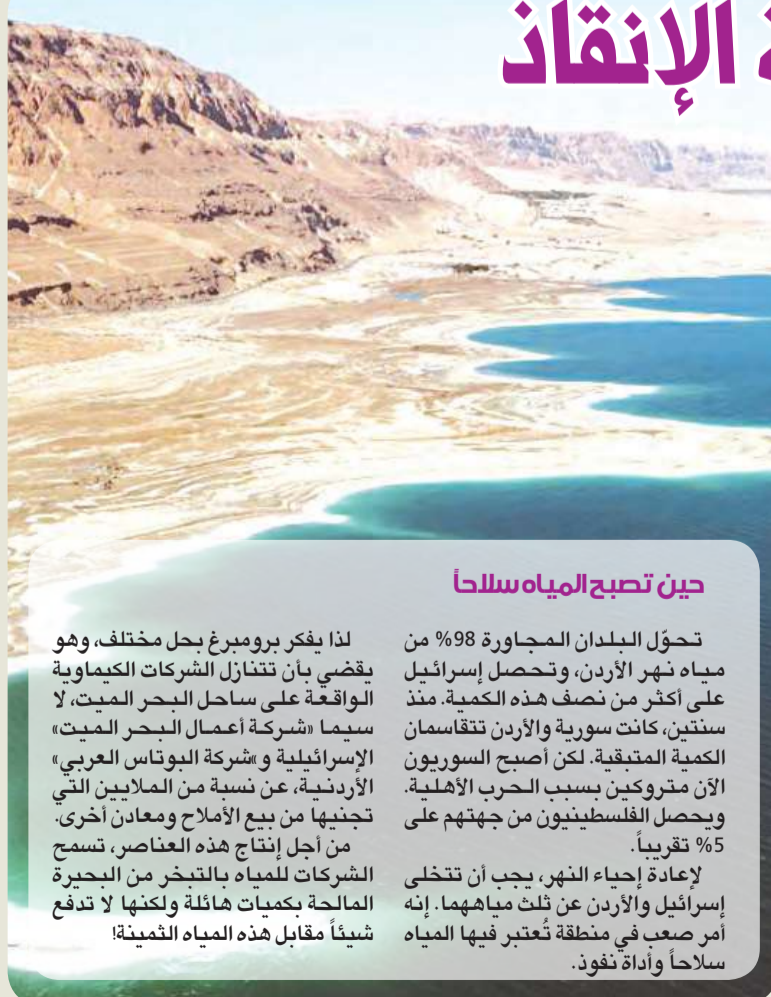 الإنقاذ
حين تصبح المياه سلاحاً
تحوّل البلدان المجاورة 98% من
مياه نهر الأردن، وتحصل إسرائيل
على أكثر من نصف هذه الكمية. منذ
سنتين، كانت سورية والأردن تتقاسمان
الكمية المتبقية. لكن أصبح السوريون
الآن متروكين بسبب الحرب الأهلية.
ويحصل الفلسطينيون من جهتهم على
5% تقريباً.
لإعادة إحياء النهر، يجب أن تتخلى
إسرائيل والأردن عن ثلث مياههما. إنه
أمر صعب في منطقة تُعتبر فيها المياه
سلاحاً وأداة نفوذ.
لذا يفكر برومبرغ بحل مختلف، وهو
يقضي بأن تتنازل الشركات الكيماوية
الواقعة على ساحل البحر الميت، لا
سيما «شركة أعمال البحر الميت»
الإسرائيلية و»شركة البوتاس العربي»
الأردنية، عن نسبة من الملايين التي
تجنيها من بيع الأملاح ومعادن أخرى.
من أجل إنتاج هذه العناصر، تسمح
الشركات للمياه بالتبخر من البحيرة
المالحة بكميات هائلة ولكنها لا تدفع
شيئاً مقابل هذه المياه الثمينة!